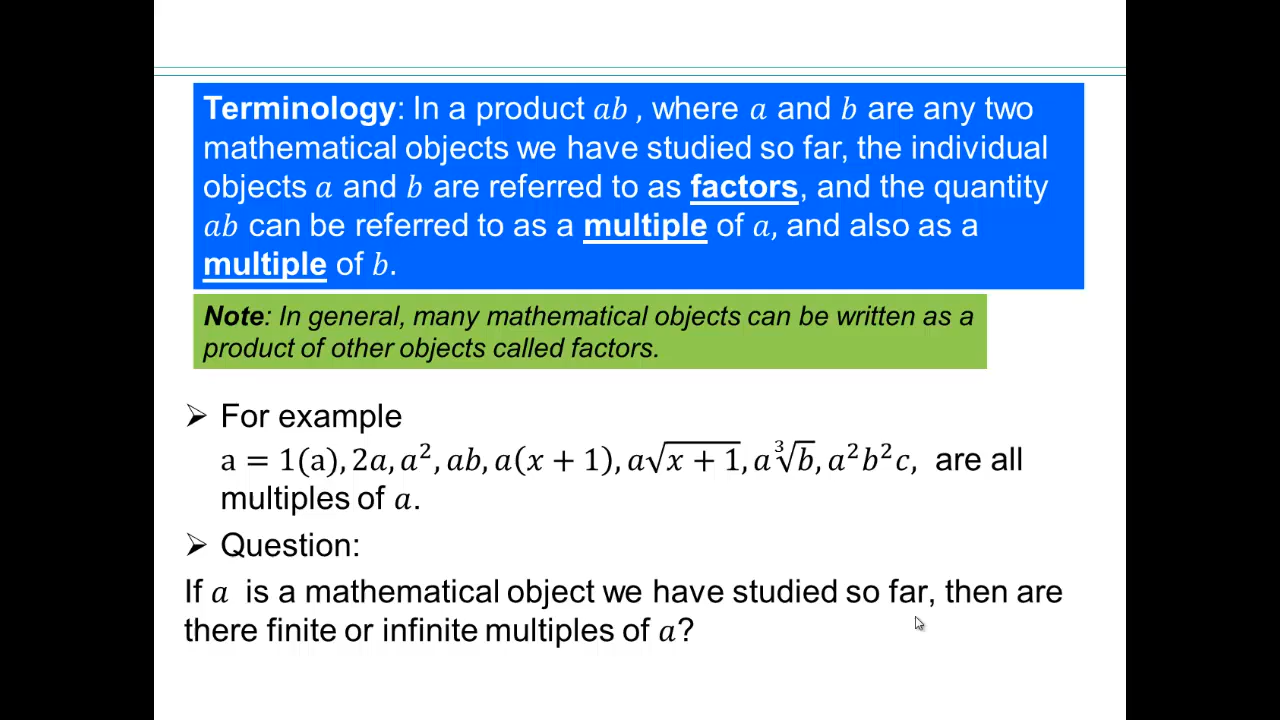 Terminology: In a product ab , where a and b are any two
mathematical objects we have studied so far, the individual
objects a and b are referred to as factors, and the quantity
ab can be referred to as a multiple of a, and also as a
multiple of b.
Note: In general, many mathematical objects can be written as a
product of other objects called factors.
➢ For example
a = 1(a), 2a, a², ab, a(x + 1), a√(x + 1), a∛b, a²b²c, are all
multiples of a.
➢ Question:
If a is a mathematical object we have studied so far, then are
there finite or infinite multiples of a?